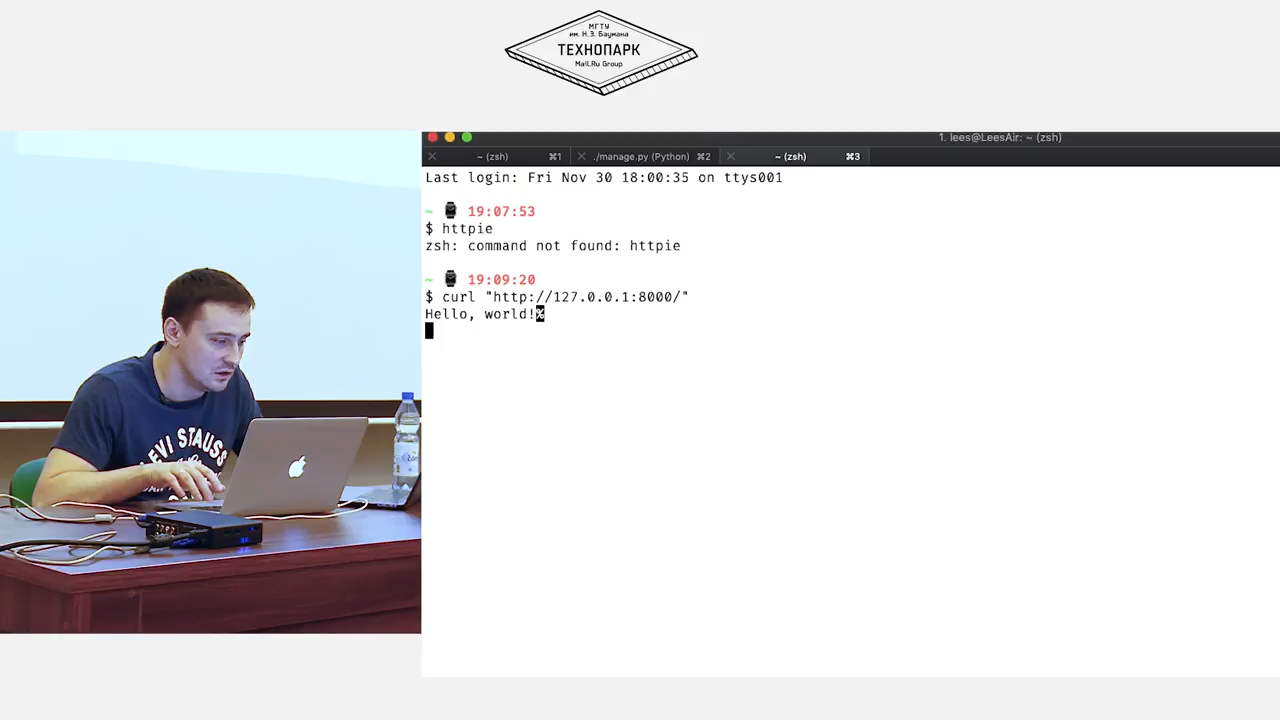 МГТУ
им. Н.Э. Баумана
ТЕХНОПАРК
Mail.Ru Group
1. lees@LeesAir: ~ (zsh)
~ (zsh) ⌘1 ./manage.py (Python) ⌘2 ~ (zsh) ⌘3
Last login: Fri Nov 30 18:00:35 on ttys001
~ ⌚ 19:07:53
$ httpie
zsh: command not found: httpie
~ ⌚ 19:09:20
$ curl "http://127.0.0.1:8000/"
Hello, world!%
LEVI STAUSS